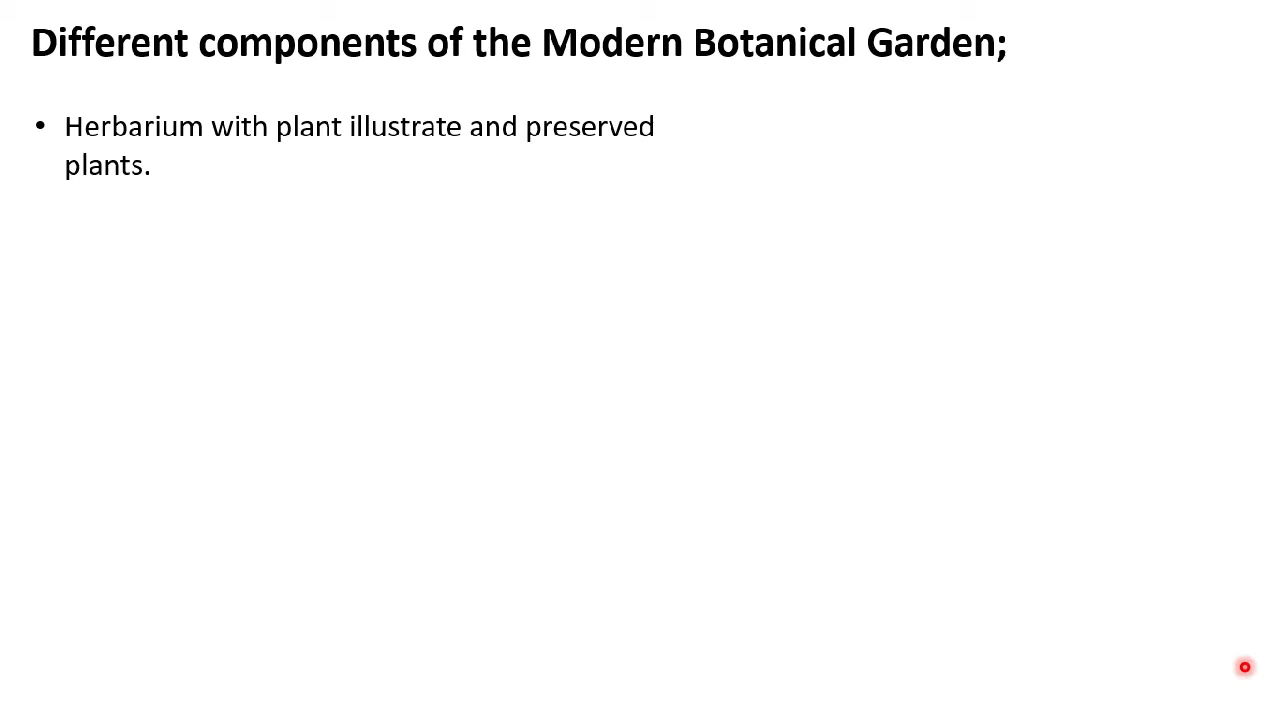 Different components of the Modern Botanical Garden;
• Herbarium with plant illustrate and preserved
plants.